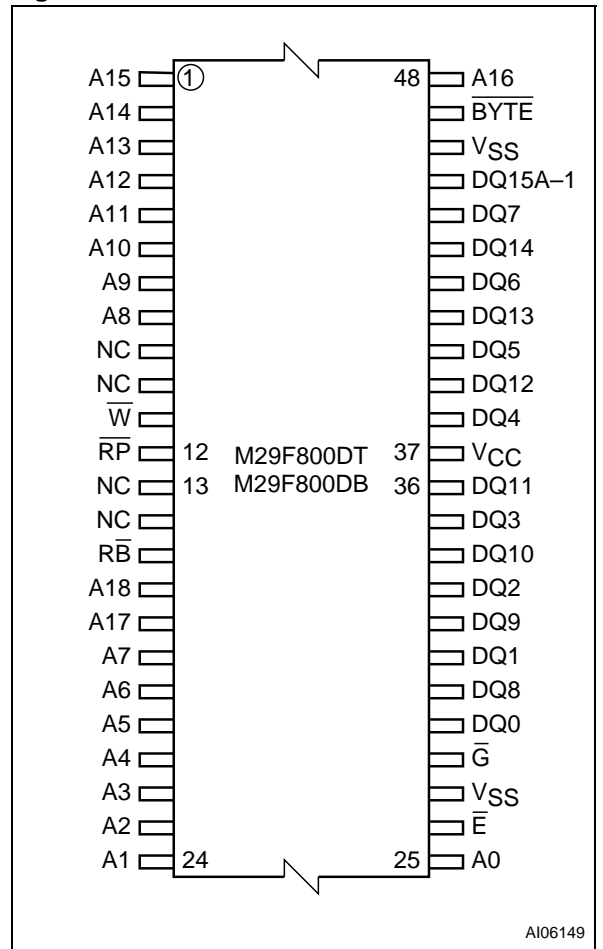 A15 ① 48 A16
A14 B̅Y̅T̅E̅
A13 VSS
A12 DQ15A–1
A11 DQ7
A10 DQ14
A9 DQ6
A8 DQ13
NC DQ5
NC DQ12
W̅ DQ4
R̅P̅ 12 M29F800DT 37 VCC
NC 13 M29F800DB 36 DQ11
NC DQ3
RB̅ DQ10
A18 DQ2
A17 DQ9
A7 DQ1
A6 DQ8
A5 DQ0
A4 G̅
A3 VSS
A2 E̅
A1 24 25 A0
AI06149